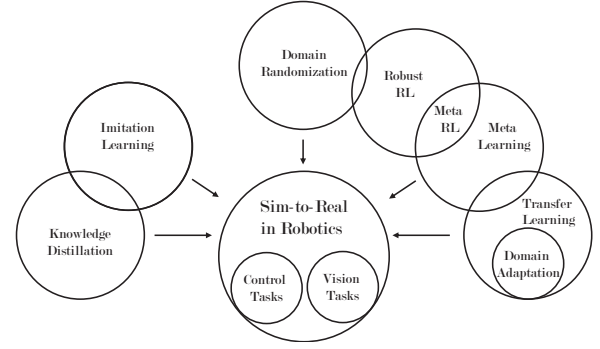 Domain
Randomization
Robust
RL
Meta
RL
Meta
Learning
Imitation
Learning
Knowledge
Distillation
Transfer
Learning
Domain
Adaptation
Sim-to-Real
in Robotics
Control
Tasks
Vision
Tasks